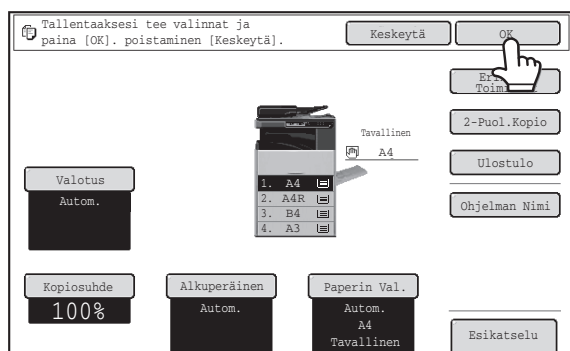 Tallentaaksesi tee valinnat ja
paina [OK]. poistaminen [Keskeytä].
Keskeytä
OK
2-Puol.Kopio
Ulostulo
Ohjelman Nimi
Esikatselu
Tavallinen
A4
1. A4
2. A4R
3. B4
4. A3
Valotus
Autom.
Kopiosuhde
100%
Alkuperäinen
Autom.
Paperin Val.
Autom.
A4
Tavallinen